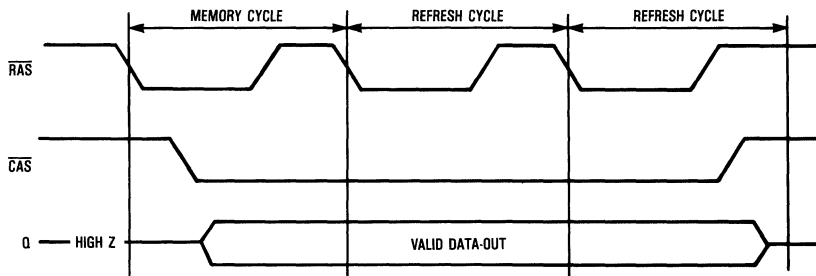 MEMORY CYCLE REFRESH CYCLE REFRESH CYCLE
RAS
CAS
Q HIGH Z VALID DATA-OUT